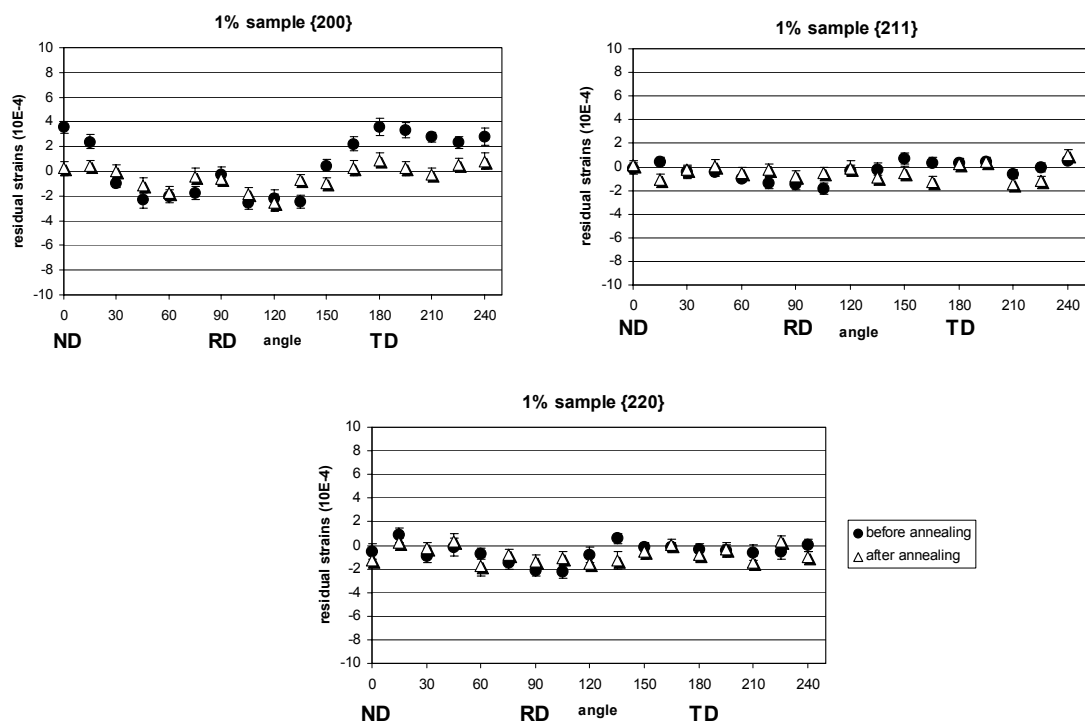 1% sample {200}
residual strains (10E-4)
10
8
6
4
2
0
-2
-4
-6
-8
-10
0 30 60 90 120 150 180 210 240
ND RD angle TD
1% sample {211}
residual strains (10E-4)
10
8
6
4
2
0
-2
-4
-6
-8
-10
0 30 60 90 120 150 180 210 240
ND RD angle TD
1% sample {220}
residual strains (10E-4)
10
8
6
4
2
0
-2
-4
-6
-8
-10
0 30 60 90 120 150 180 210 240
ND RD angle TD
before annealing
after annealing